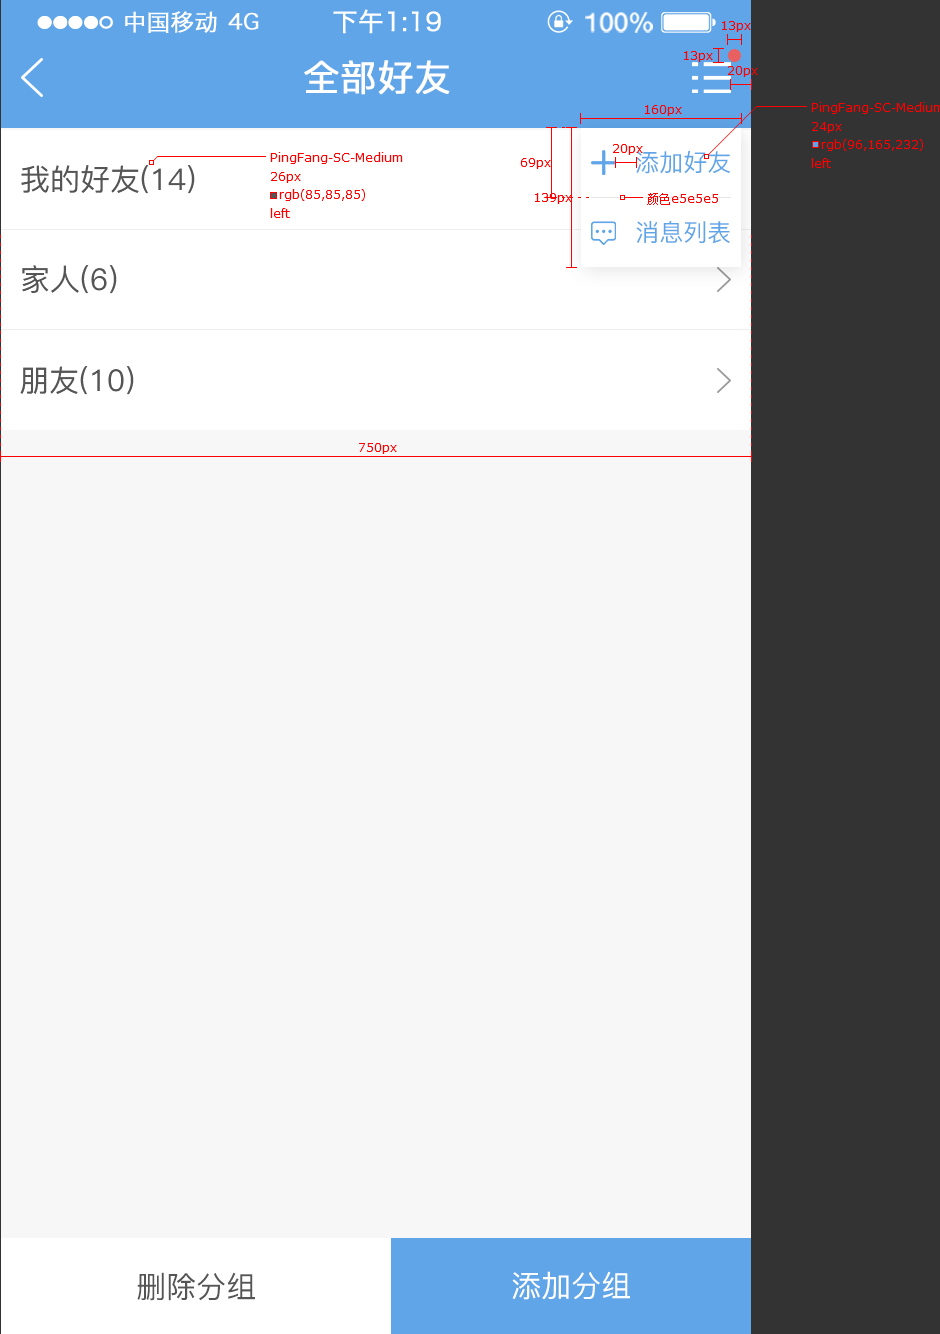 中国移动 4G 下午1:19 100%
13px
13px
全部好友
20px
160px
PingFang-SC-Medium
24px
rgb(96,165,232)
left
我的好友(14)
PingFang-SC-Medium
26px
rgb(85,85,85)
left
69px
20px
添加好友
139px
颜色e5e5e5
消息列表
家人(6)
朋友(10)
750px
删除分组
添加分组